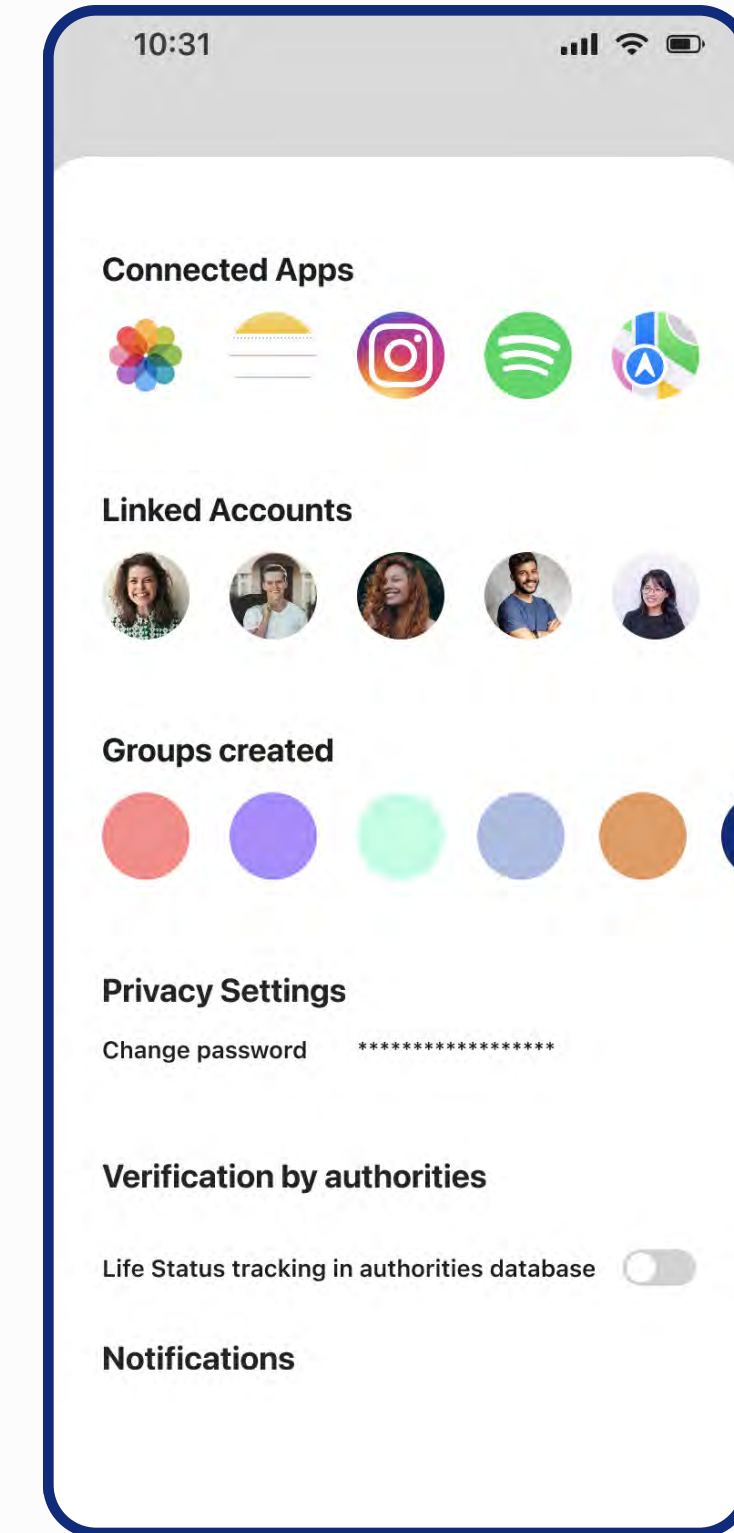 10:31
Connected Apps
Linked Accounts
Groups created
Privacy Settings
Change password ******************
Verification by authorities
Life Status tracking in authorities database
Notifications